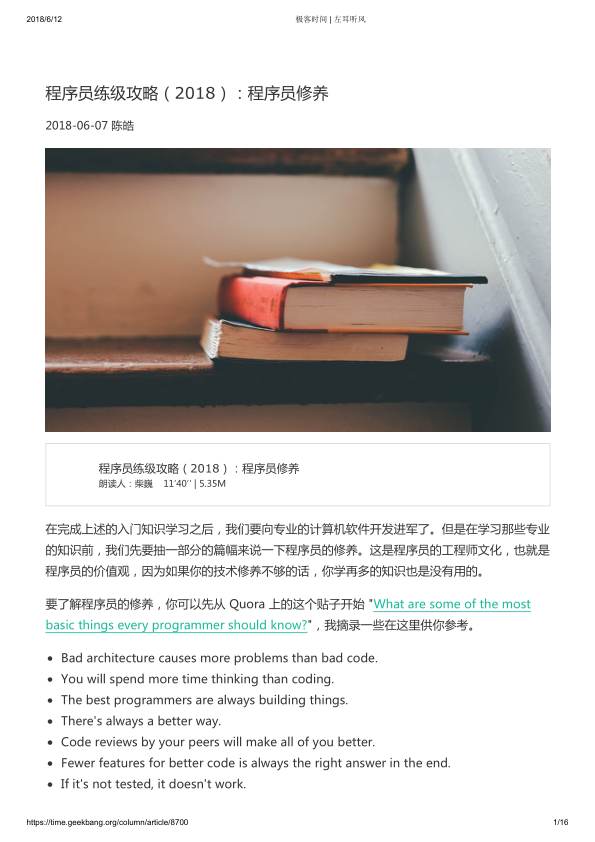 2018/6/12
极客时间 | 左耳听风
程序员练级攻略（2018）：程序员修养
2018-06-07 陈皓
程序员练级攻略（2018）：程序员修养
朗读人：柴巍 11′40′′ | 5.35M
在完成上述的入门知识学习之后，我们要向专业的计算机软件开发进军了。但是在学习那些专业
的知识前，我们先要抽一部分的篇幅来说一下程序员的修养。这是程序员的工程师文化，也就是
程序员的价值观，因为如果你的技术修养不够的话，你学再多的知识也是没有用的。
要了解程序员的修养，你可以先从 Quora 上的这个贴子开始 "What are some of the most
basic things every programmer should know?"，我摘录一些在这里供你参考。
• Bad architecture causes more problems than bad code.
• You will spend more time thinking than coding.
• The best programmers are always building things.
• There's always a better way.
• Code reviews by your peers will make all of you better.
• Fewer features for better code is always the right answer in the end.
• If it's not tested, it doesn't work.
https://time.geekbang.org/column/article/8700
1/16